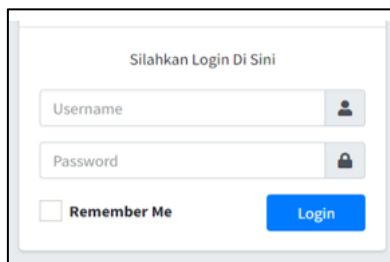 Silahkan Login Di Sini
Username
Password
Remember Me
Login